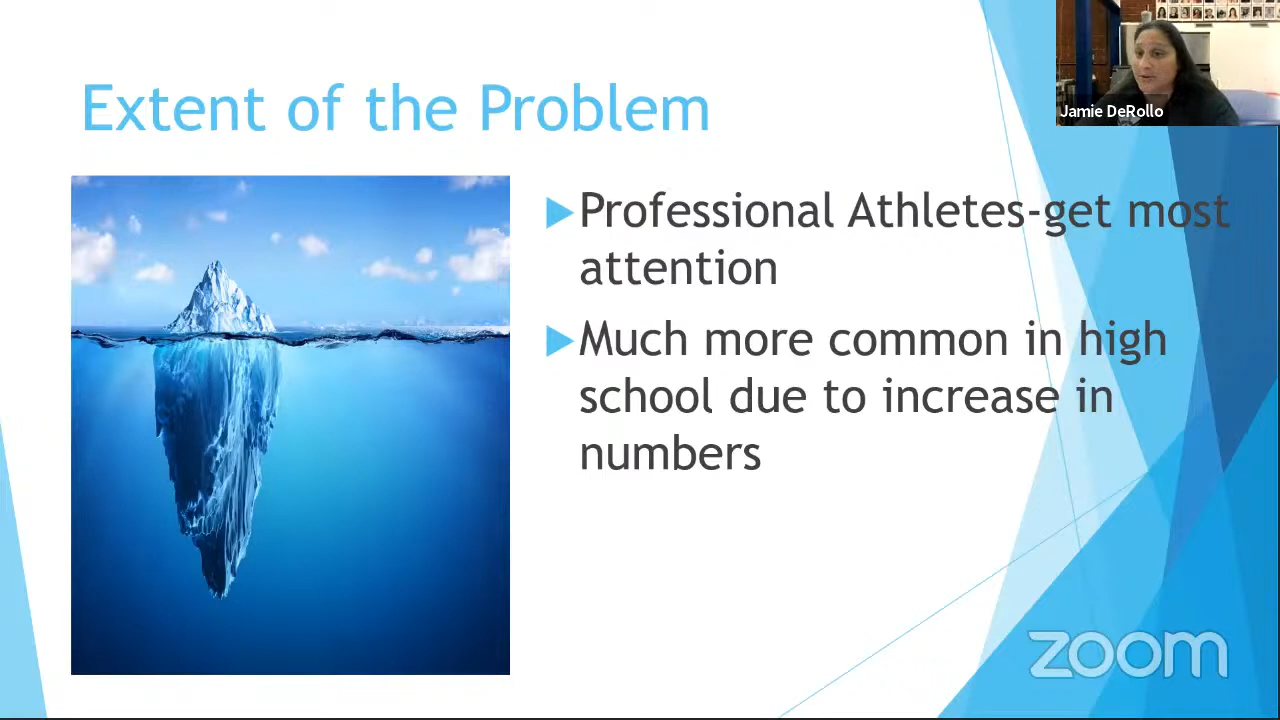 Extent of the Problem
Jamie DeRollo
Professional Athletes-get most
attention
Much more common in high
school due to increase in
numbers
zoom